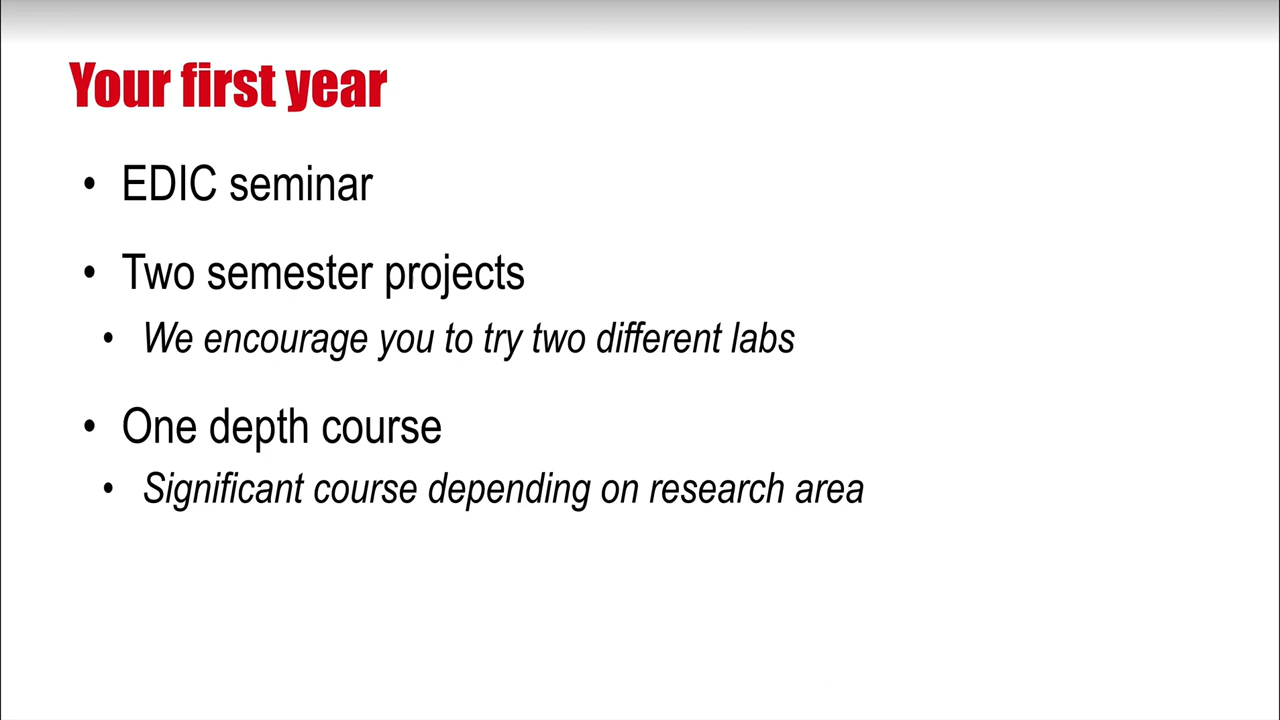 Your first year
• EDIC seminar
• Two semester projects
• We encourage you to try two different labs
• One depth course
• Significant course depending on research area